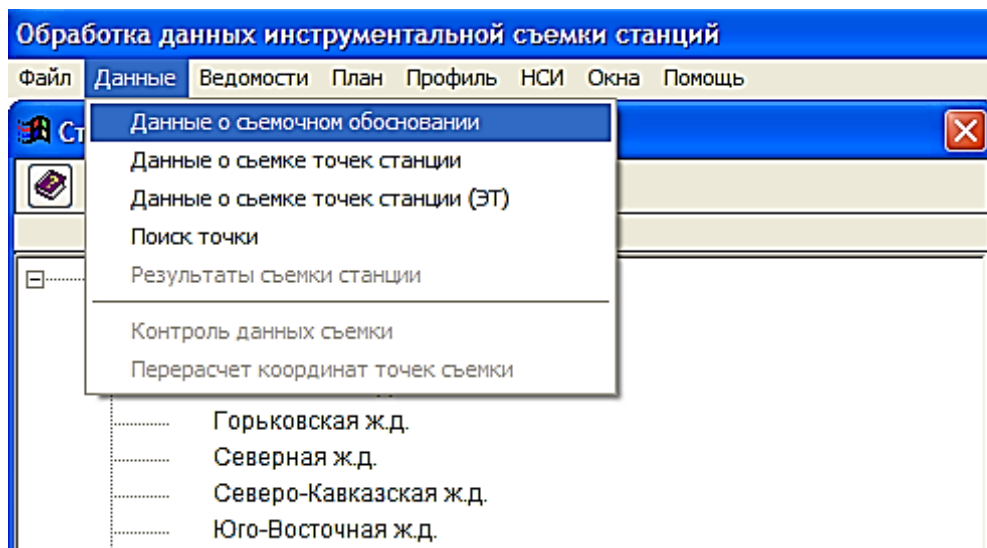 Обработка данных инструментальной съемки станций
Файл Данные Ведомости План Профиль НСИ Окна Помощь
Данные о съемочном обосновании
Данные о съемке точек станции
Данные о съемке точек станции (ЭТ)
Поиск точки
Результаты съемки станции
Контроль данных съемки
Перерасчет координат точек съемки
Горьковская ж.д.
Северная ж.д.
Северо-Кавказская ж.д.
Юго-Восточная ж.д.